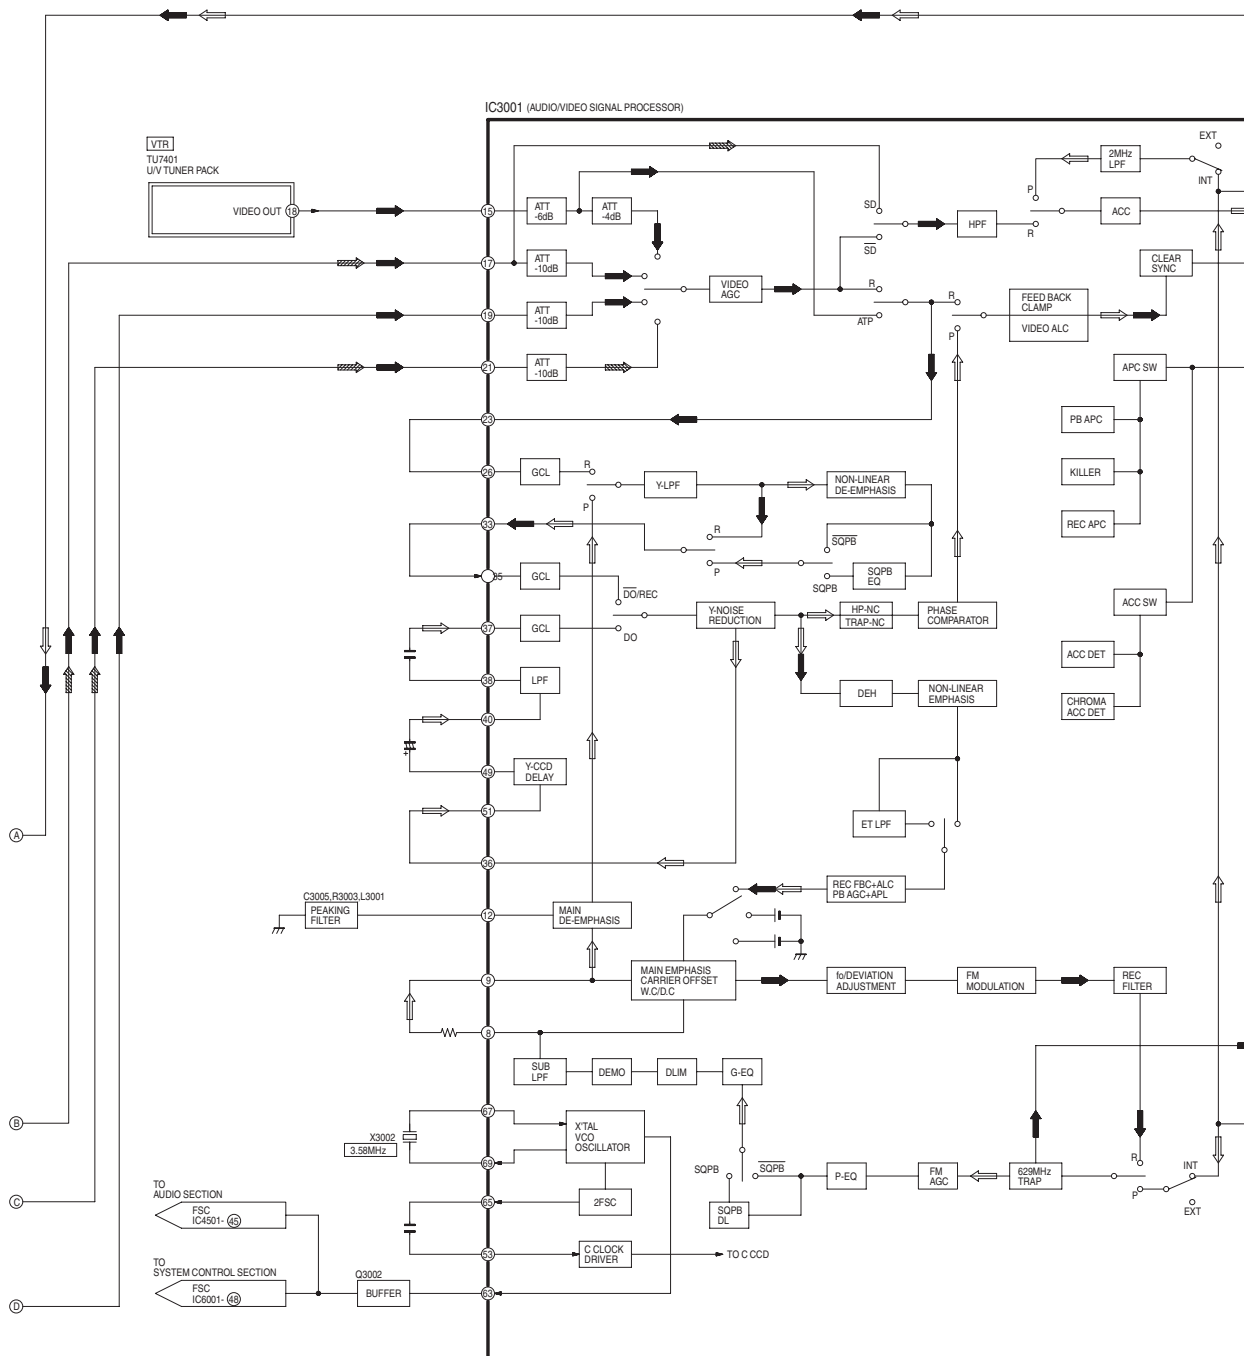 IC3001 (AUDIO/VIDEO SIGNAL PROCESSOR)
VTR
TU7401
U/V TUNER PACK
VIDEO OUT 18
15
ATT
-6dB
ATT
-4dB
17
ATT
-10dB
19
ATT
-10dB
21
ATT
-10dB
VIDEO
AGC
SD
SD
R
ATP
HPF
P
R
2MHz
LPF
EXT
INT
ACC
CLEAR
SYNC
R
P
FEED BACK
CLAMP
VIDEO ALC
APC SW
PB APC
KILLER
REC APC
ACC SW
ACC DET
CHROMA
ACC DET
23
26
GCL
R
P
Y-LPF
NON-LINEAR
DE-EMPHASIS
33
R
P
SQPB
SQPB
SQPB
EQ
35
GCL
DO/REC
DO
Y-NOISE
REDUCTION
HP-NC
TRAP-NC
PHASE
COMPARATOR
37
GCL
38
LPF
DEH
NON-LINEAR
EMPHASIS
40
+
49
Y-CCD
DELAY
51
ET LPF
36
A
C3005,R3003,L3001
PEAKING
FILTER
12
MAIN
DE-EMPHASIS
REC FBC+ALC
PB AGC+APL
9
MAIN EMPHASIS
CARRIER OFFSET
W.C/D.C
fo/DEVIATION
ADJUSTMENT
FM
MODULATION
REC
FILTER
8
SUB
LPF
DEMO
DLIM
G-EQ
B
67
X3002
3.58MHz
X'TAL
VCO
OSCILLATOR
69
SQPB
SQPB
P-EQ
FM
AGC
629MHz
TRAP
R
P
INT
EXT
SQPB
DL
C
TO
AUDIO SECTION
FSC
IC4501- 45
65
2FSC
53
C CLOCK
DRIVER
TO C CCD
TO
SYSTEM CONTROL SECTION
FSC
IC6001- 48
Q3002
BUFFER
63
D